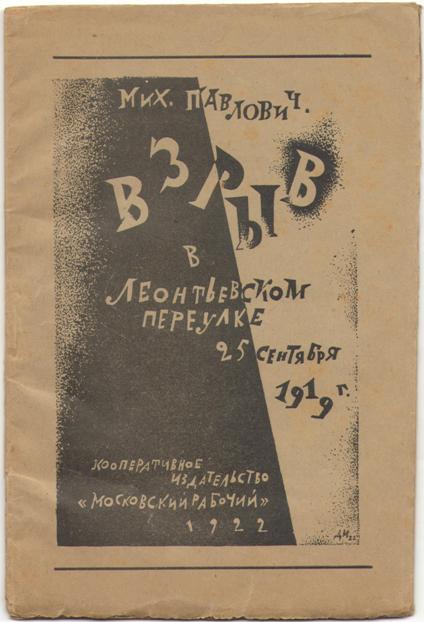 Мих. Павлович.
Взрыв
в
Леонтьевском
переулке
25 сентября
1919 г.
Кооперативное
издательство
«Московский рабочий»
1922